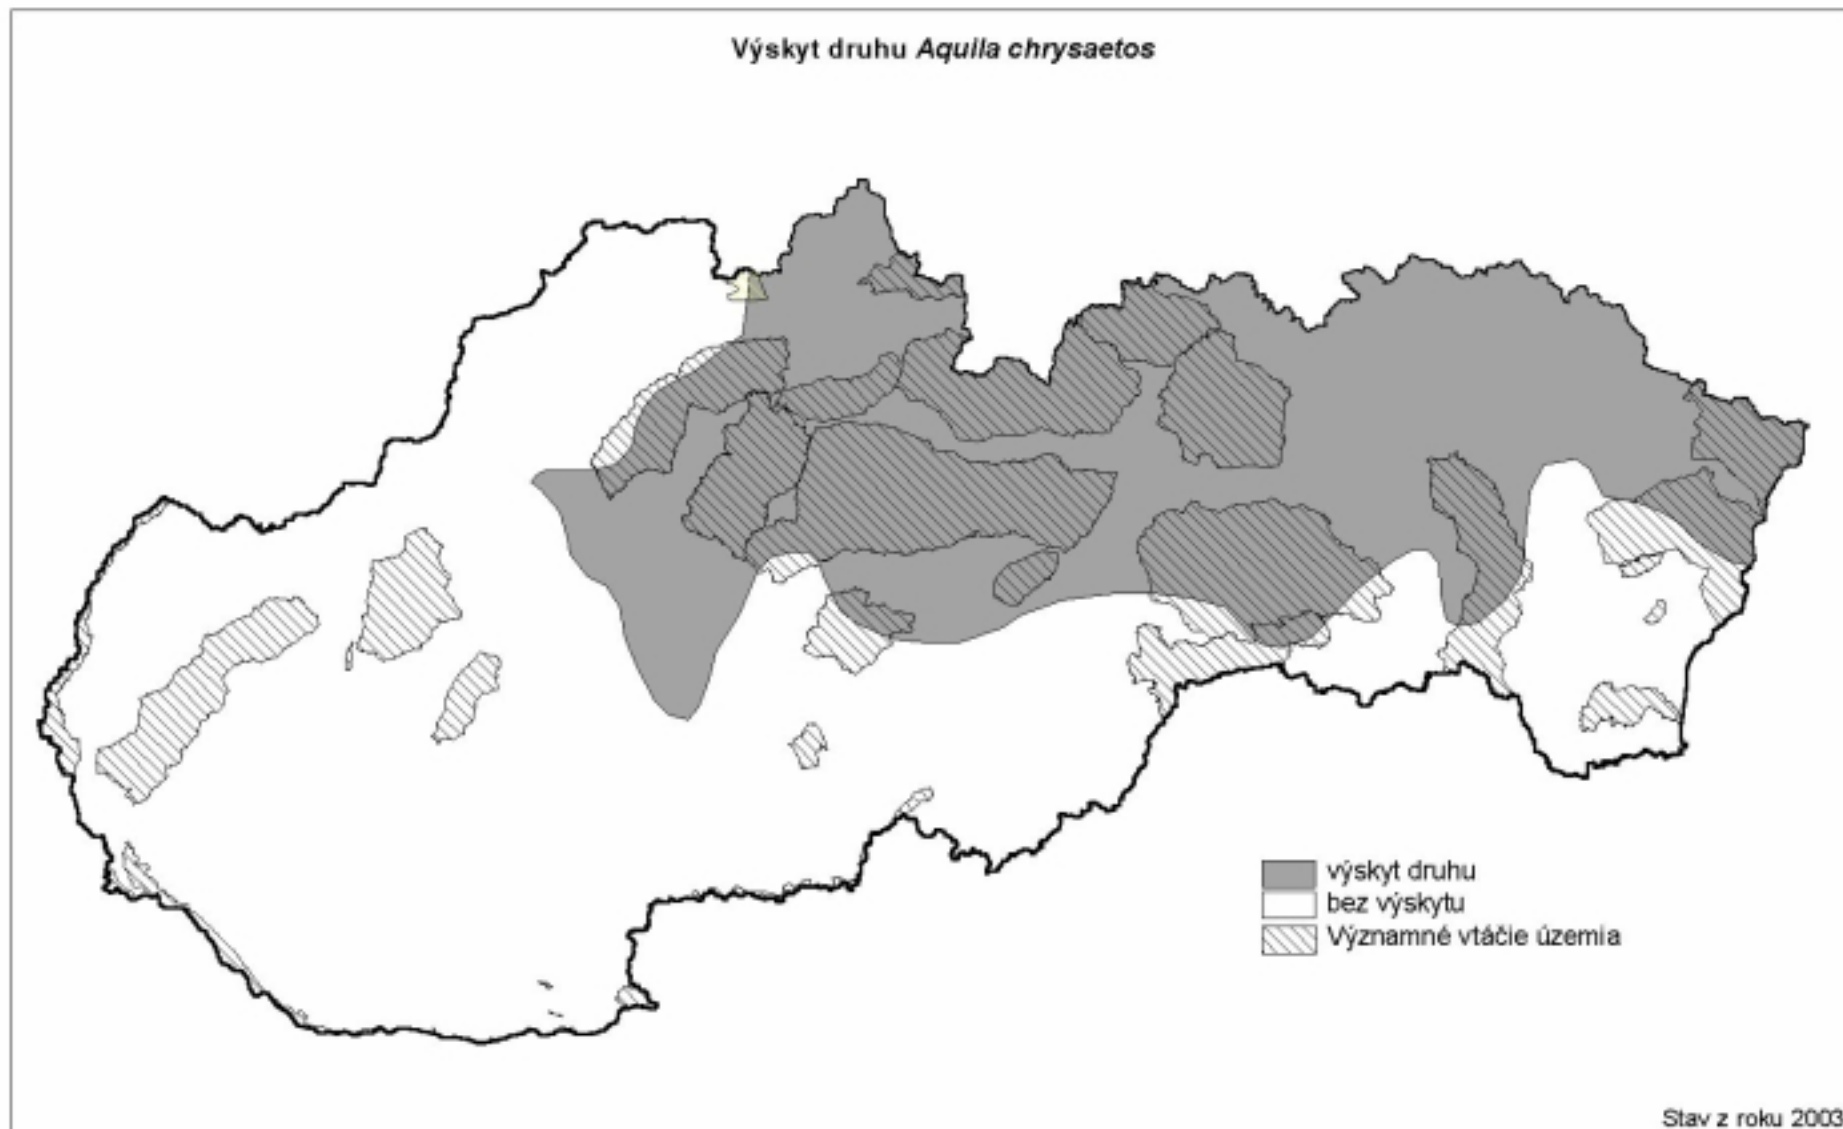 Výskyt druhu Aquila chrysaetos
výskyt druhu
bez výskytu
Významné vtáčie územia
Stav z roku 2003